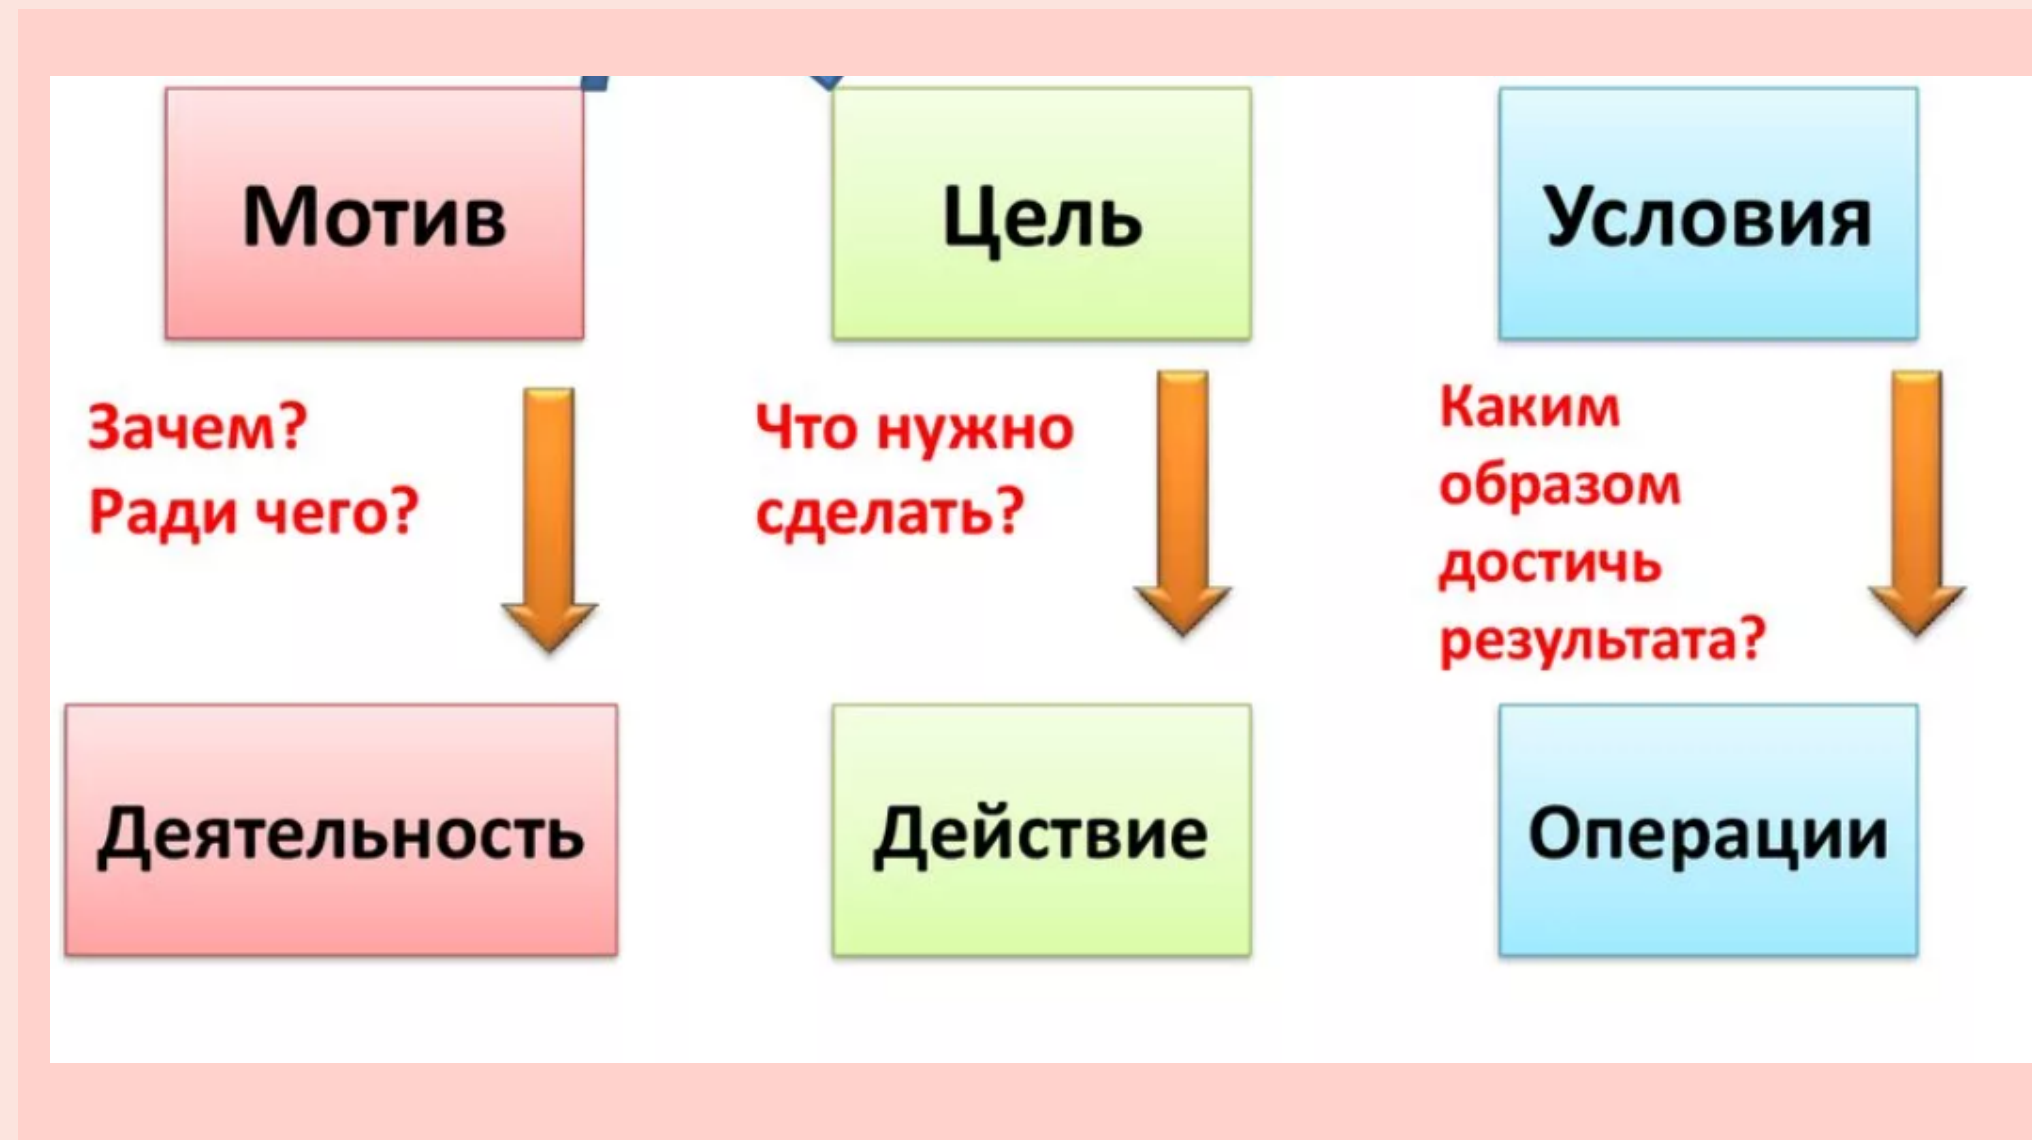 Мотив
Цель
Условия
Зачем?
Ради чего?
Что нужно
сделать?
Каким
образом
достичь
результата?
Деятельность
Действие
Операции